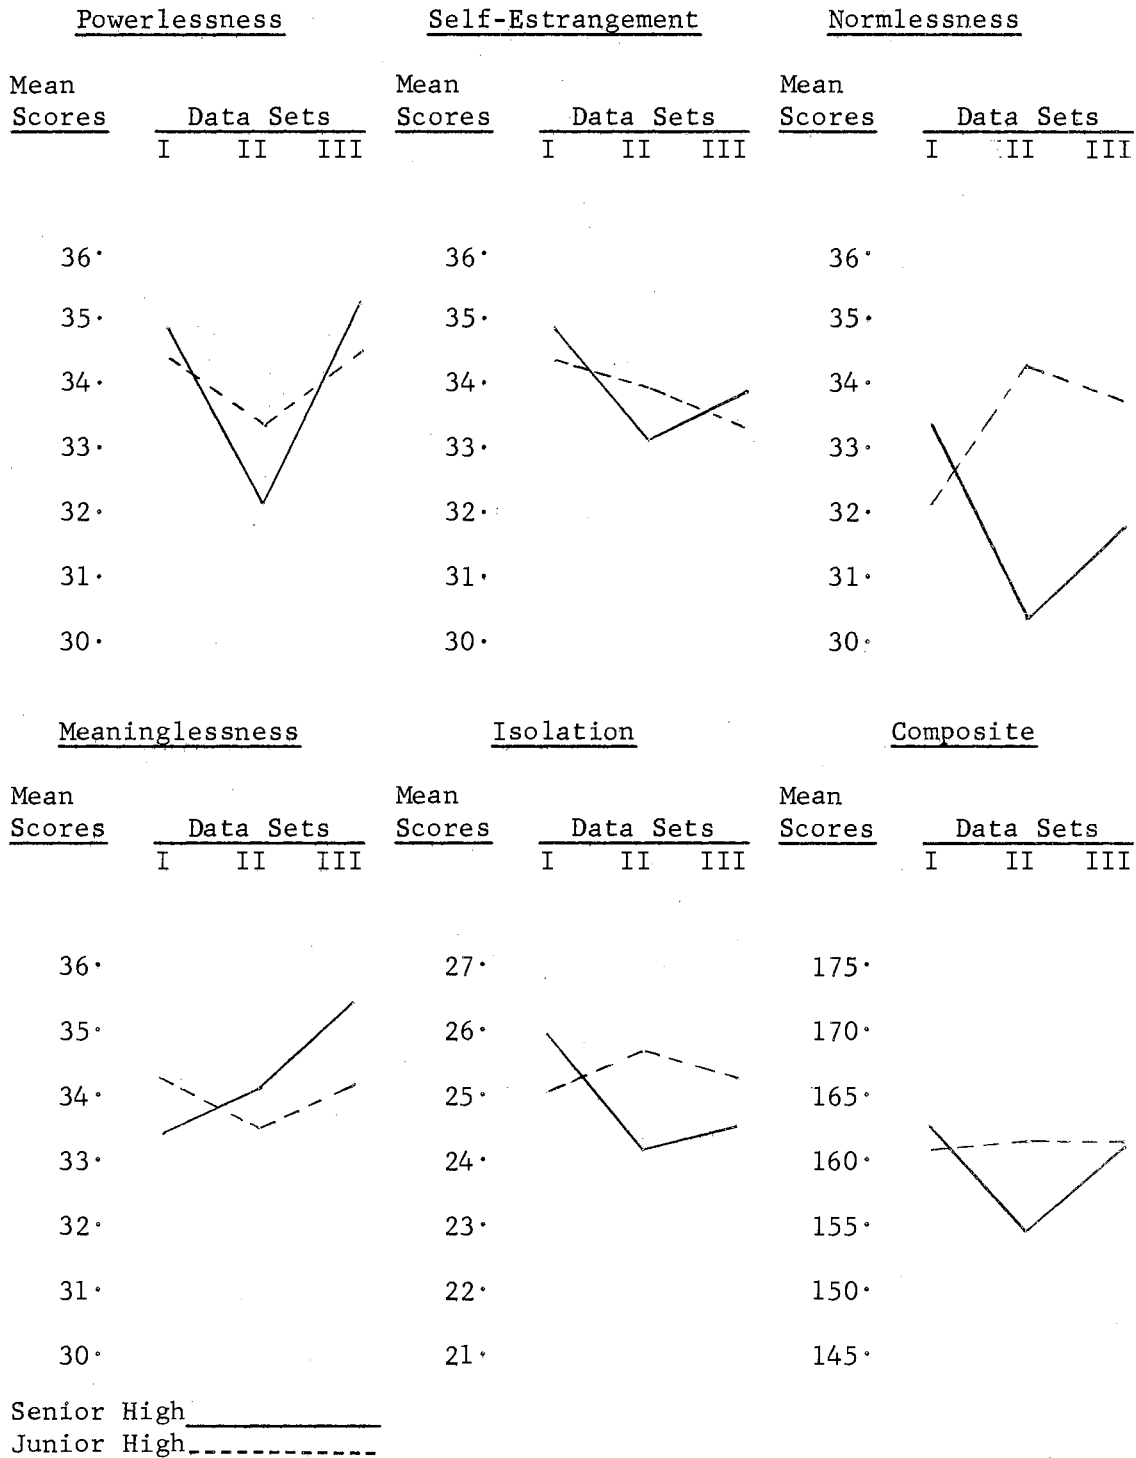 Powerlessness Self-Estrangement Normlessness
Mean Mean Mean
Scores Data Sets Scores Data Sets Scores Data Sets
I II III I II III I II III
36 36 36
35 35 35
34 34 34
33 33 33
32 32 32
31 31 31
30 30 30
Meaninglessness Isolation Composite
Mean Mean Mean
Scores Data Sets Scores Data Sets Scores Data Sets
I II III I II III I II III
36 27 175
35 26 170
34 25 165
33 24 160
32 23 155
31 22 150
30 21 145
Senior High
Junior High